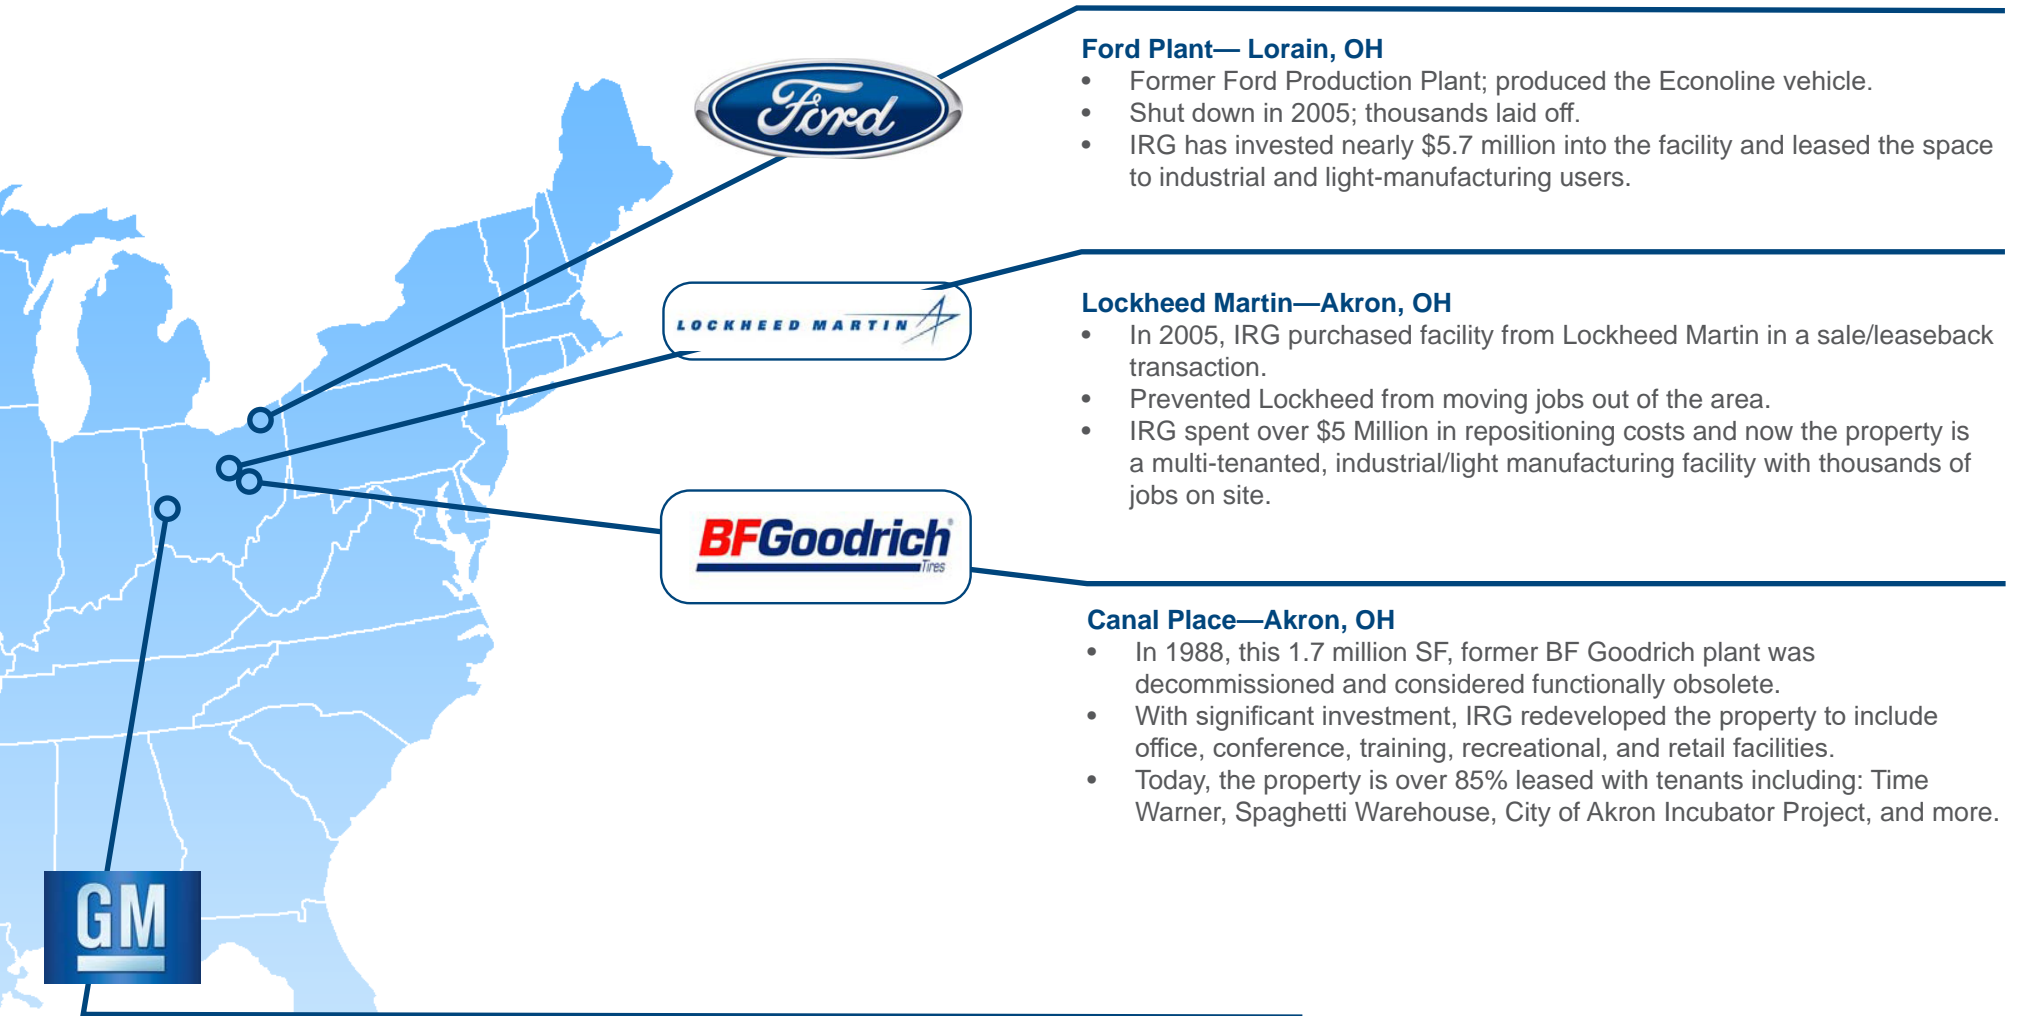 Ford
Ford Plant— Lorain, OH
• Former Ford Production Plant; produced the Econoline vehicle.
• Shut down in 2005; thousands laid off.
• IRG has invested nearly $5.7 million into the facility and leased the space
to industrial and light-manufacturing users.
LOCKHEED MARTIN
Lockheed Martin—Akron, OH
• In 2005, IRG purchased facility from Lockheed Martin in a sale/leaseback
transaction.
• Prevented Lockheed from moving jobs out of the area.
• IRG spent over $5 Million in repositioning costs and now the property is
a multi-tenanted, industrial/light manufacturing facility with thousands of
jobs on site.
BFGoodrich®
Tires
Canal Place—Akron, OH
• In 1988, this 1.7 million SF, former BF Goodrich plant was
decommissioned and considered functionally obsolete.
• With significant investment, IRG redeveloped the property to include
office, conference, training, recreational, and retail facilities.
• Today, the property is over 85% leased with tenants including: Time
Warner, Spaghetti Warehouse, City of Akron Incubator Project, and more.
GM